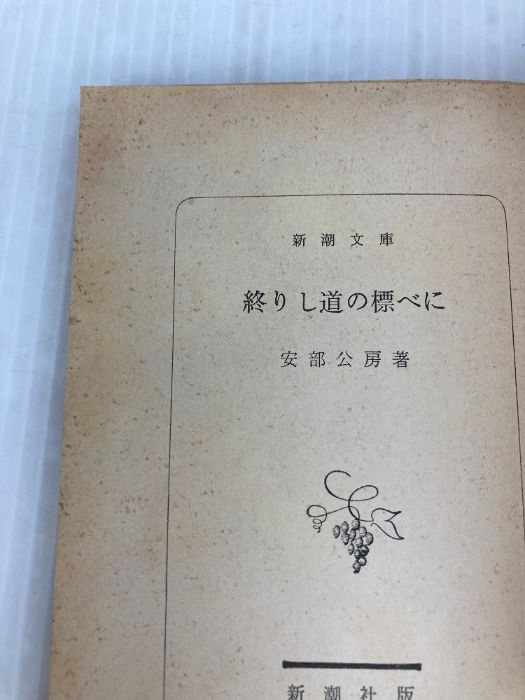 新潮文庫
終りし道の標べに
安部公房著
新潮社版